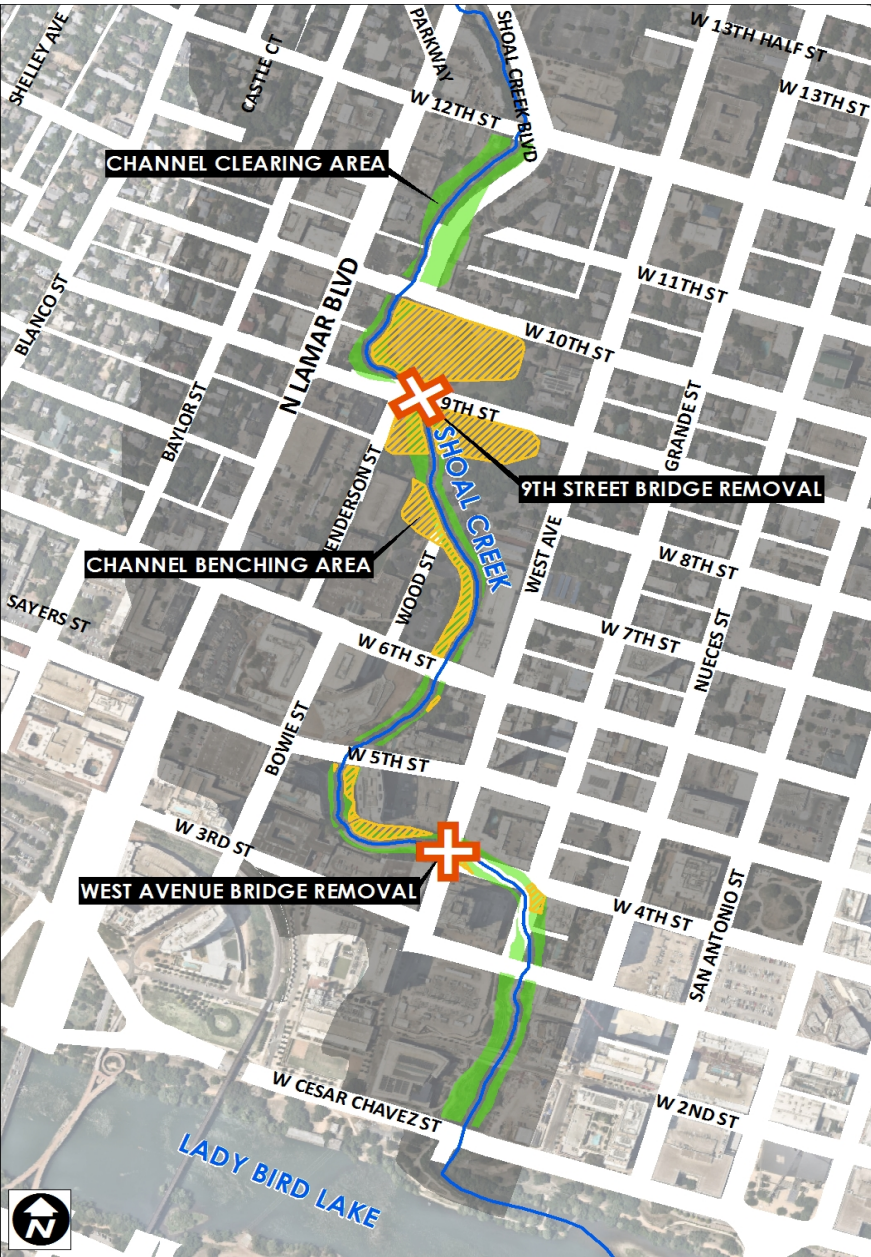 SHELLEY AVE
CASTLE CT
PARKWAY
SHOAL CREEK BLVD
W 13TH HALF ST
W 13TH ST
W 12TH ST
CHANNEL CLEARING AREA
W 11TH ST
BLANCO ST
N LAMAR BLVD
W 10TH ST
BAYLOR ST
9TH ST
GRANDE ST
SHOAL CREEK
ENDERSON ST
9TH STREET BRIDGE REMOVAL
WEST AVE
CHANNEL BENCHING AREA
W 8TH ST
WOOD ST
SAYERS ST
W 7TH ST
NUECES ST
W 6TH ST
BOWIE ST
W 5TH ST
W 3RD ST
WEST AVENUE BRIDGE REMOVAL
W 4TH ST
SAN ANTONIO ST
W CESAR CHAVEZ ST
W 2ND ST
LADY BIRD LAKE
N